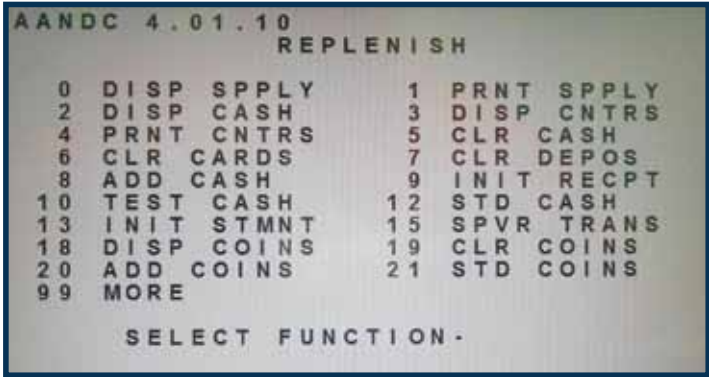 AANDC 4.01.10
REPLENISH
0 DISP SPPLY 1 PRNT SPPLY
2 DISP CASH 3 DISP CNTRS
4 PRNT CNTRS 5 CLR CASH
6 CLR CARDS 7 CLR DEPOS
8 ADD CASH 9 INIT RECPT
10 TEST CASH 12 STD CASH
13 INIT STMNT 15 SPVR TRANS
18 DISP COINS 19 CLR COINS
20 ADD COINS 21 STD COINS
99 MORE
SELECT FUNCTION-